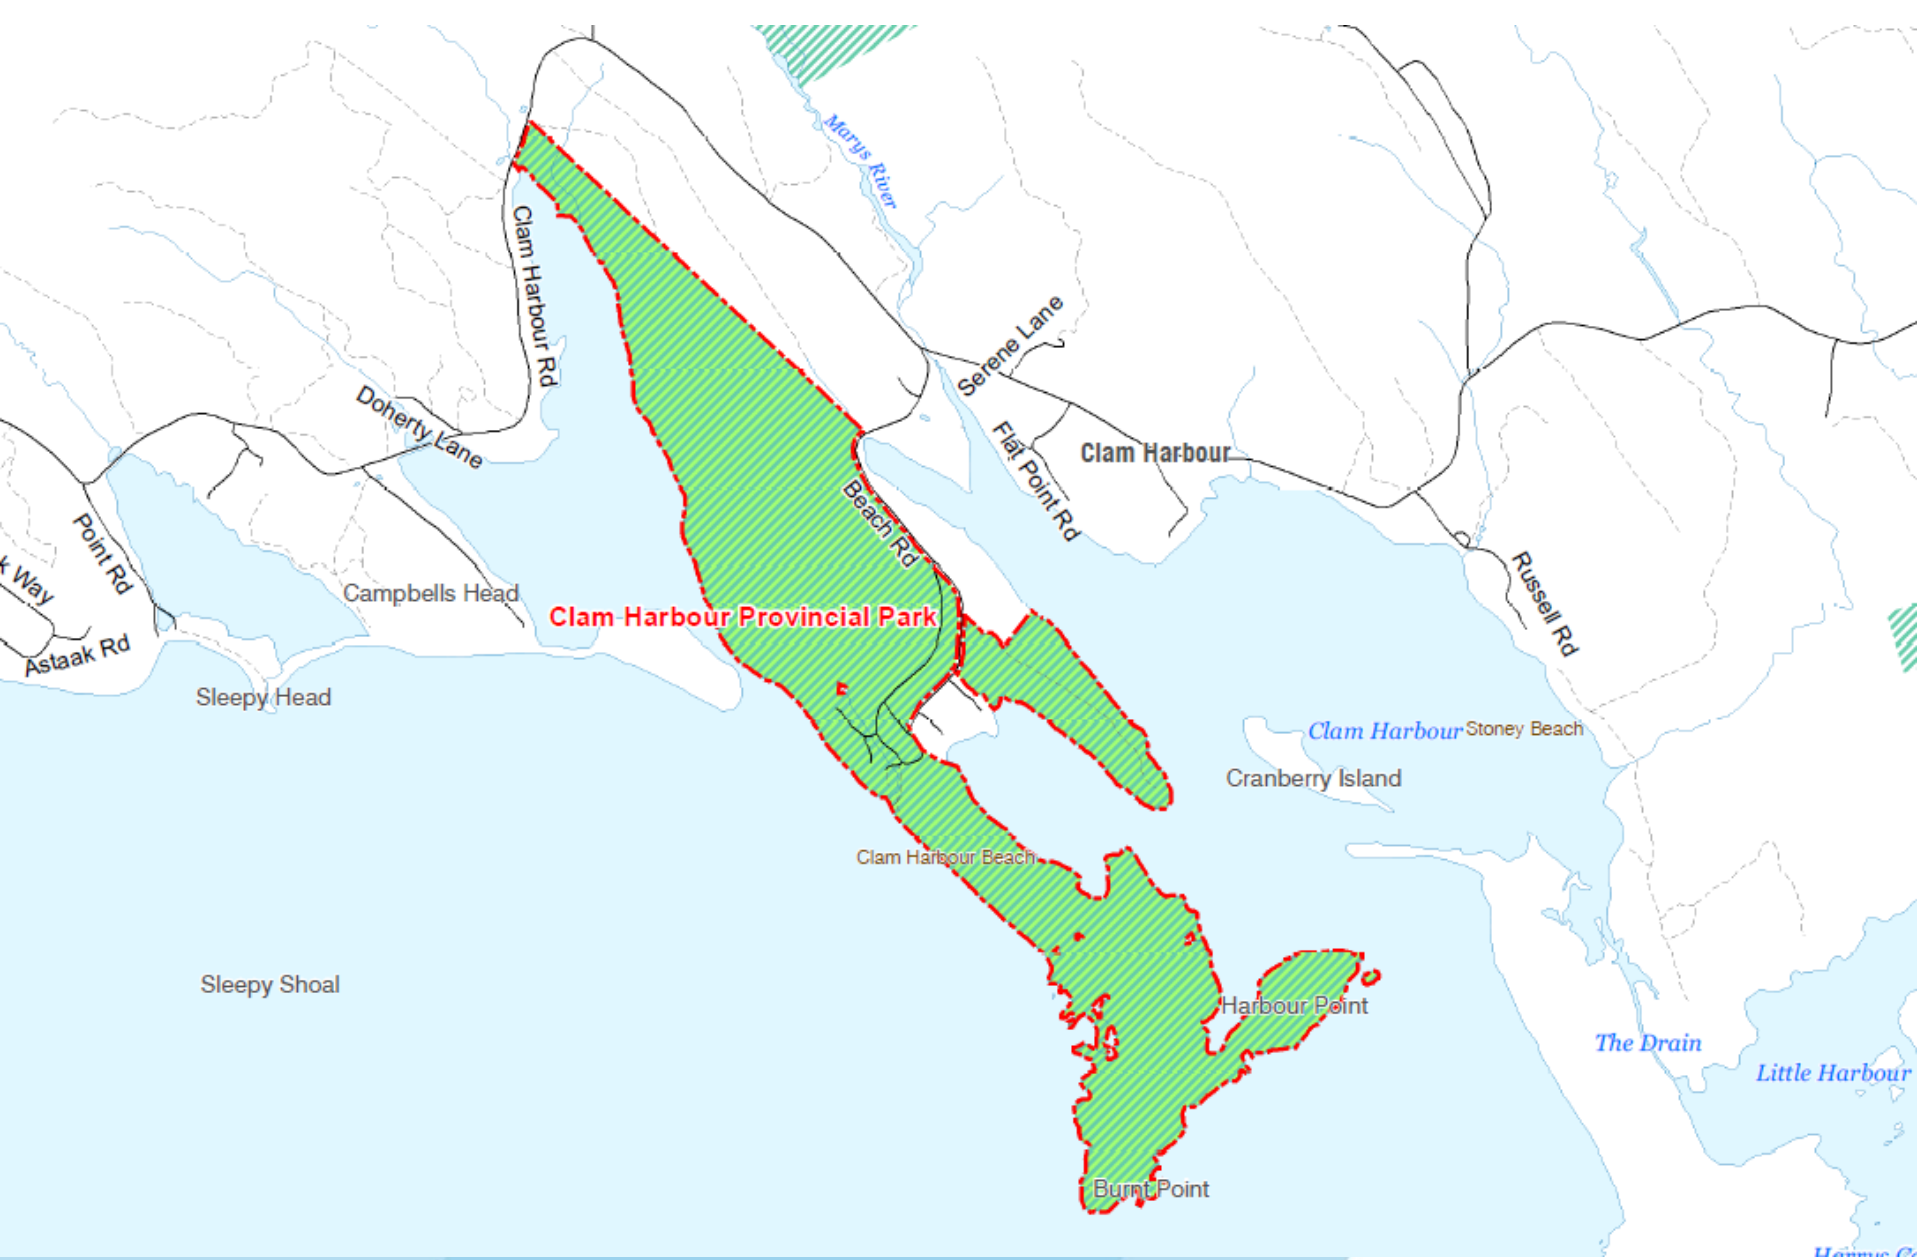 Marys River
Clam Harbour Rd
Serene Lane
Doherty Lane
Flat Point Rd
Clam Harbour
Beach Rd
Point Rd
k Way
Campbells Head
Clam Harbour Provincial Park
Russell Rd
Astaak Rd
Sleepy Head
Clam Harbour
Stoney Beach
Cranberry Island
Clam Harbour Beach
Sleepy Shoal
Harbour Point
The Drain
Little Harbour
Burnt Point